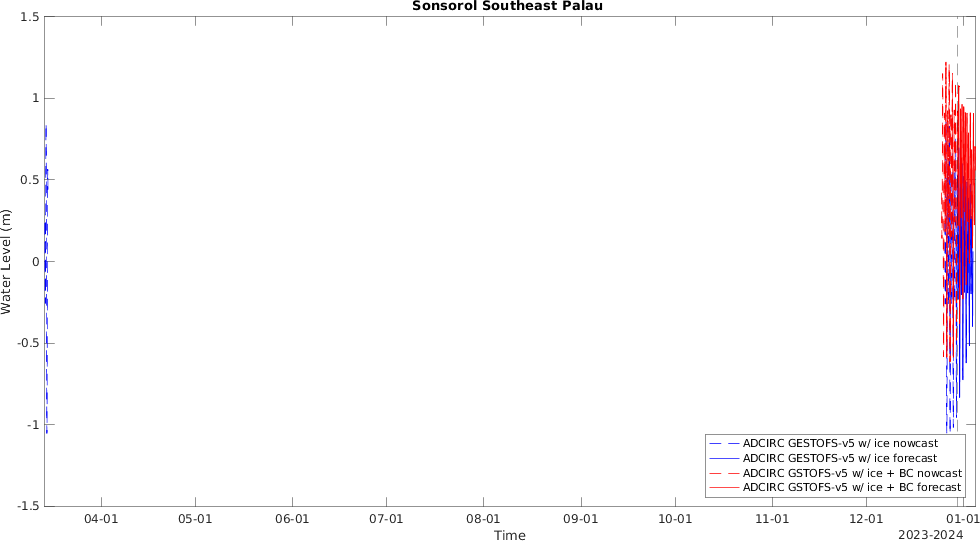 Sonsorol Southeast Palau
1.5
1
0.5
0
-0.5
-1
-1.5
Water Level (m)
ADCIRC GESTOFS-v5 w/ ice nowcast
ADCIRC GESTOFS-v5 w/ ice forecast
ADCIRC GSTOFS-v5 w/ ice + BC nowcast
ADCIRC GSTOFS-v5 w/ ice + BC forecast
04-01 05-01 06-01 07-01 08-01 09-01 10-01 11-01 12-01 01-01
Time
2023-2024